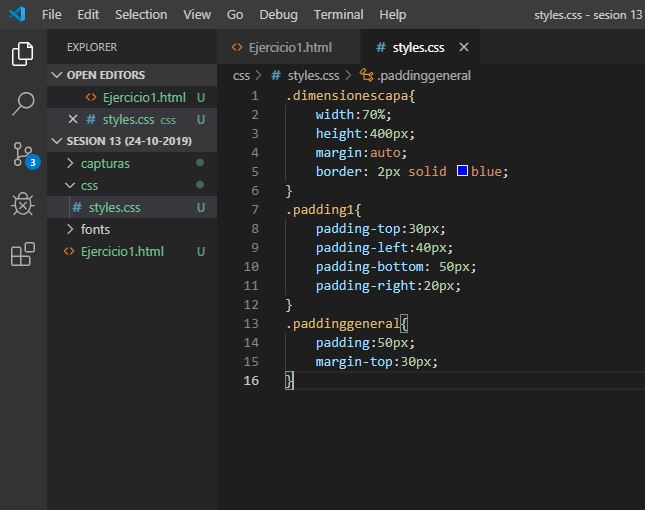 File Edit Selection View Go Debug Terminal Help styles.css - sesion 13
EXPLORER
OPEN EDITORS
Ejercicio1.html U
styles.css css U
SESION 13 (24-10-2019)
capturas
css
styles.css U
fonts
Ejercicio1.html U
3
Ejercicio1.html # styles.css
css > # styles.css > .paddinggeneral
1 .dimensionescapa{
2 width:70%;
3 height:400px;
4 margin:auto;
5 border: 2px solid blue;
6 }
7 .padding1{
8 padding-top:30px;
9 padding-left:40px;
10 padding-bottom: 50px;
11 padding-right:20px;
12 }
13 .paddinggeneral{
14 padding:50px;
15 margin-top:30px;
16 }